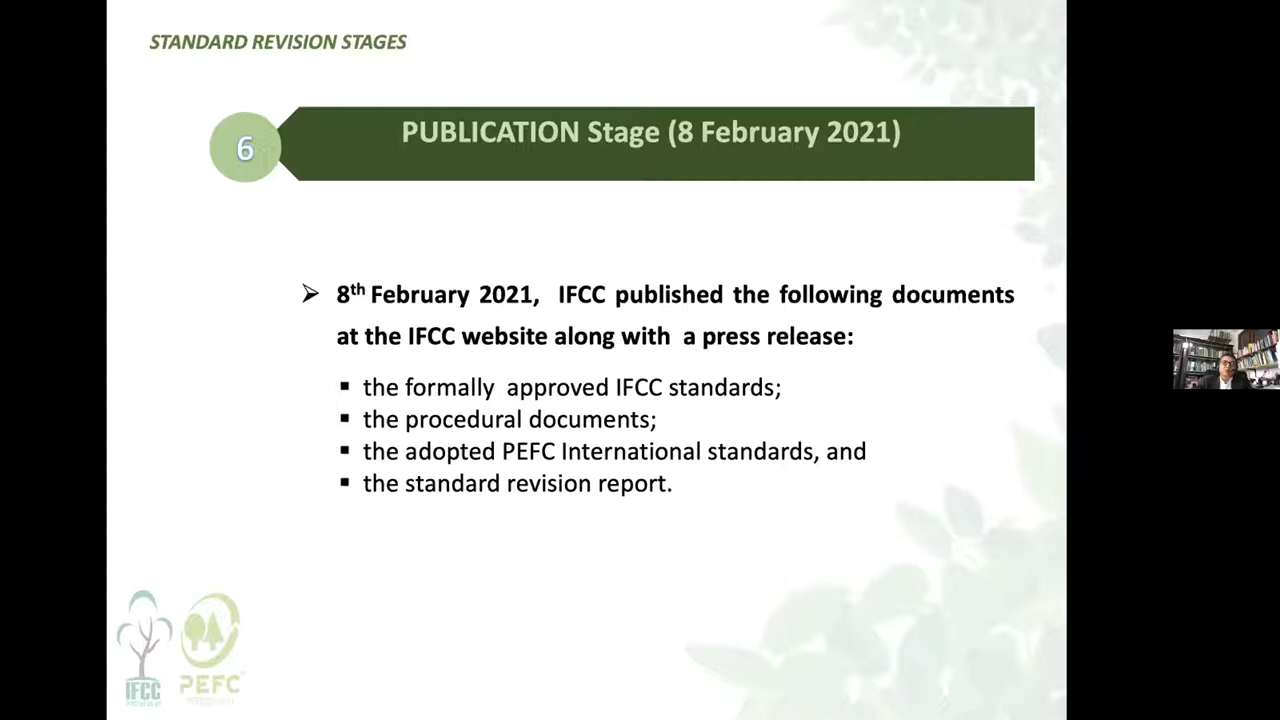 STANDARD REVISION STAGES
6
PUBLICATION Stage (8 February 2021)
➢ 8th February 2021, IFCC published the following documents
at the IFCC website along with a press release:
▪ the formally approved IFCC standards;
▪ the procedural documents;
▪ the adopted PEFC International standards, and
▪ the standard revision report.
IFCC
PEFC